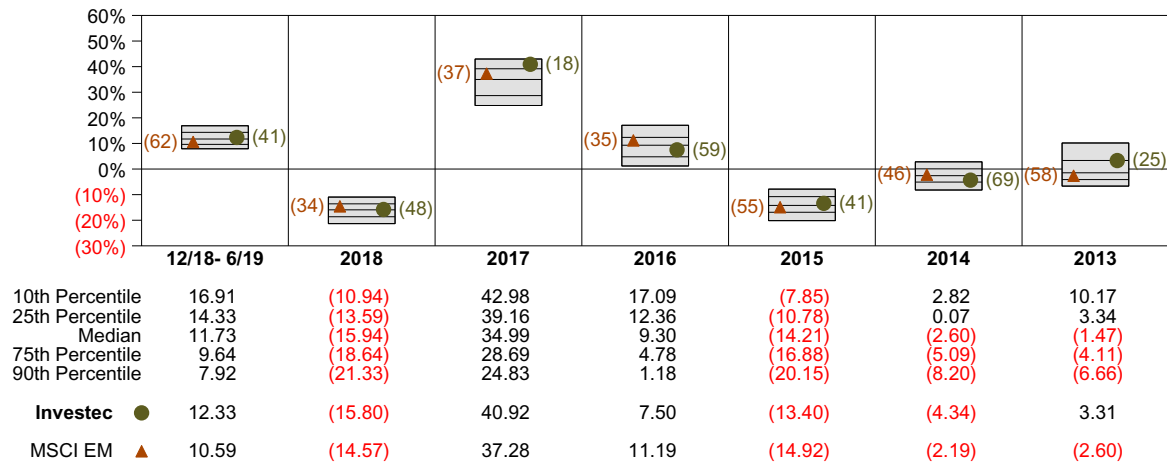 60%
50%
40%
30%
20%
10%
0%
(10%)
(20%)
(30%)
(62) (41)
(34) (48)
(37) (18)
(35) (59)
(55) (41)
(46) (69)
(58) (25)
12/18- 6/19 2018 2017 2016 2015 2014 2013
10th Percentile 16.91 (10.94) 42.98 17.09 (7.85) 2.82 10.17
25th Percentile 14.33 (13.59) 39.16 12.36 (10.78) 0.07 3.34
Median 11.73 (15.94) 34.99 9.30 (14.21) (2.60) (1.47)
75th Percentile 9.64 (18.64) 28.69 4.78 (16.88) (5.09) (4.11)
90th Percentile 7.92 (21.33) 24.83 1.18 (20.15) (8.20) (6.66)
Investec 12.33 (15.80) 40.92 7.50 (13.40) (4.34) 3.31
MSCI EM 10.59 (14.57) 37.28 11.19 (14.92) (2.19) (2.60)